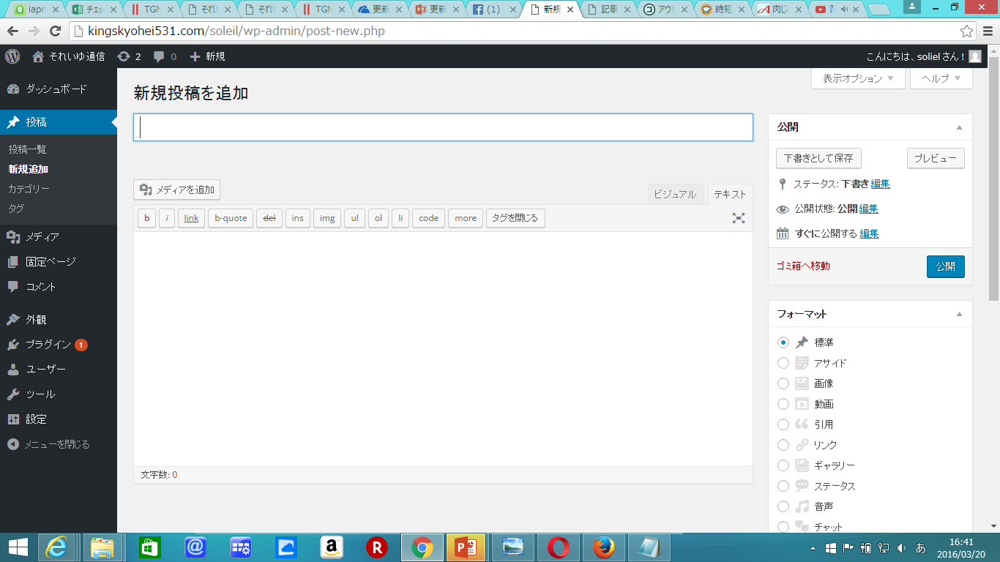 iapr
チェッ
TGN
それい
それい
TGN
更新
更新
(1)
新規
記事
アウト
時短
肉じ
kingskyohei531.com/soleil/wp-admin/post-new.php
それいゆ通信 2 0 新規 こんにちは、soliel さん！
表示オプション ヘルプ
ダッシュボード
投稿
投稿一覧
新規追加
カテゴリー
タグ
メディア
固定ページ
コメント
外観
プラグイン 1
ユーザー
ツール
設定
メニューを閉じる
新規投稿を追加
メディアを追加
ビジュアル テキスト
b i link b-quote del ins img ul ol li code more タグを閉じる
文字数: 0
公開
下書きとして保存 プレビュー
ステータス: 下書き 編集
公開状態: 公開 編集
すぐに公開する 編集
ゴミ箱へ移動 公開
フォーマット
標準
アサイド
画像
動画
引用
リンク
ギャラリー
ステータス
音声
チャット
あ
16:41
2016/03/20